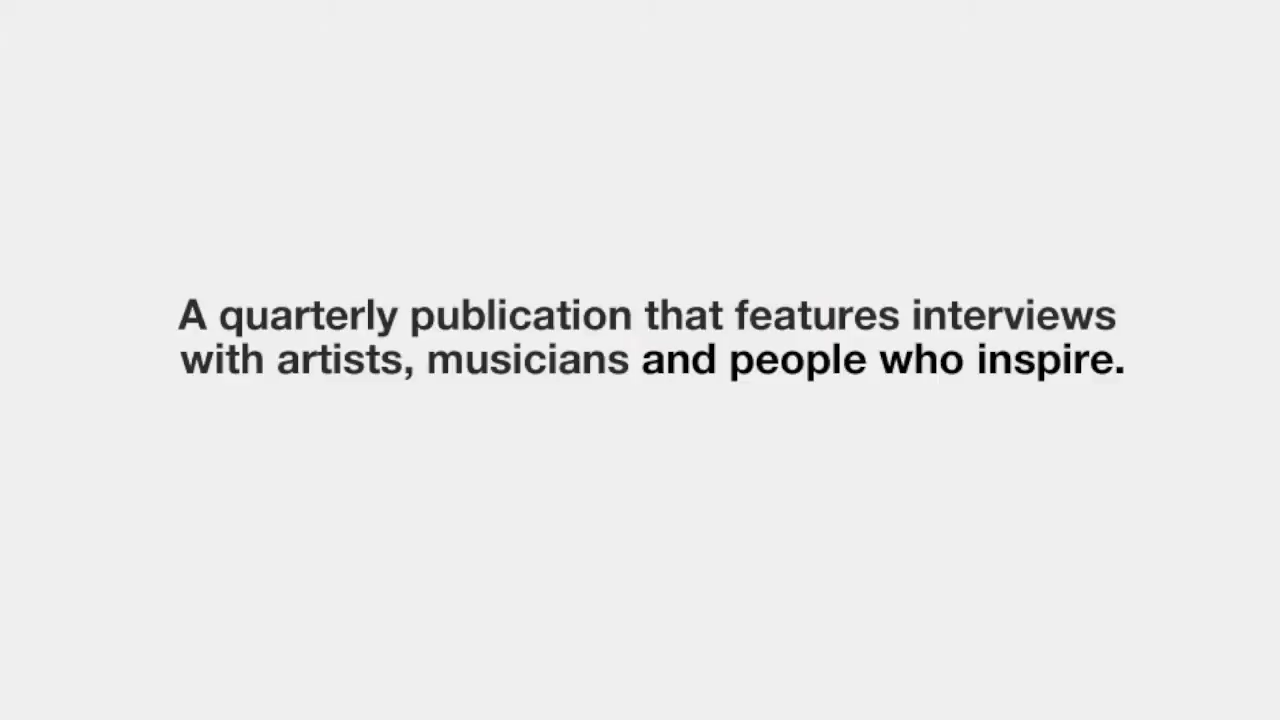 A quarterly publication that features interviews
with artists, musicians and people who inspire.